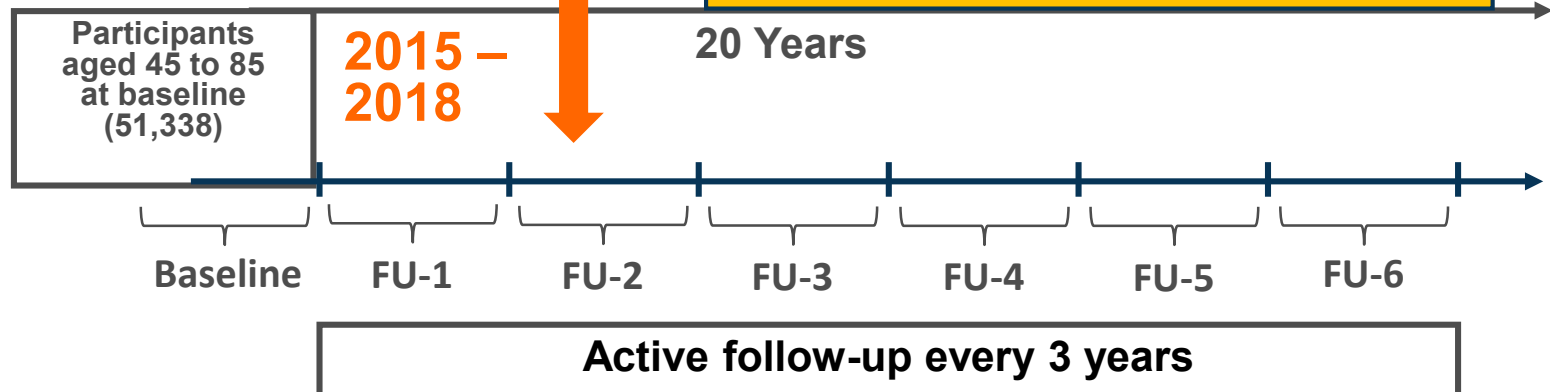 Participants
aged 45 to 85
at baseline
(51,338)
2015 –
2018
20 Years
Baseline
FU-1
FU-2
FU-3
FU-4
FU-5
FU-6
Active follow-up every 3 years